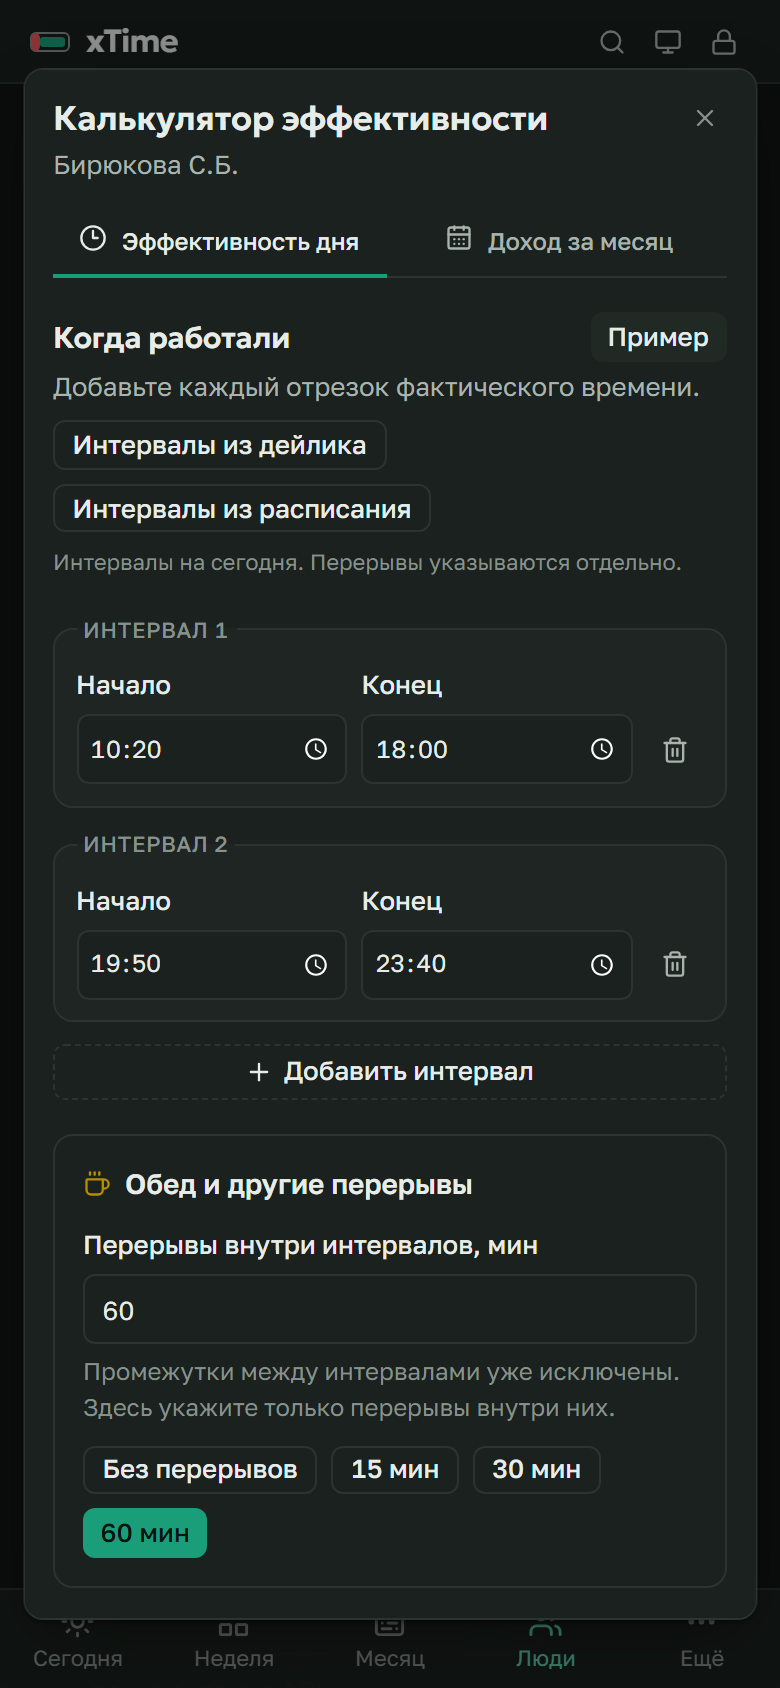 xTime
Калькулятор эффективности
Бирюкова С.Б.
Эффективность дня
Доход за месяц
Когда работали
Пример
Добавьте каждый отрезок фактического времени.
Интервалы из дейлика
Интервалы из расписания
Интервалы на сегодня. Перерывы указываются отдельно.
ИНТЕРВАЛ 1
Начало
Конец
10:20
18:00
ИНТЕРВАЛ 2
Начало
Конец
19:50
23:40
+ Добавить интервал
Обед и другие перерывы
Перерывы внутри интервалов, мин
60
Промежутки между интервалами уже исключены.
Здесь укажите только перерывы внутри них.
Без перерывов
15 мин
30 мин
60 мин
Сегодня
Неделя
Месяц
Люди
Ещё